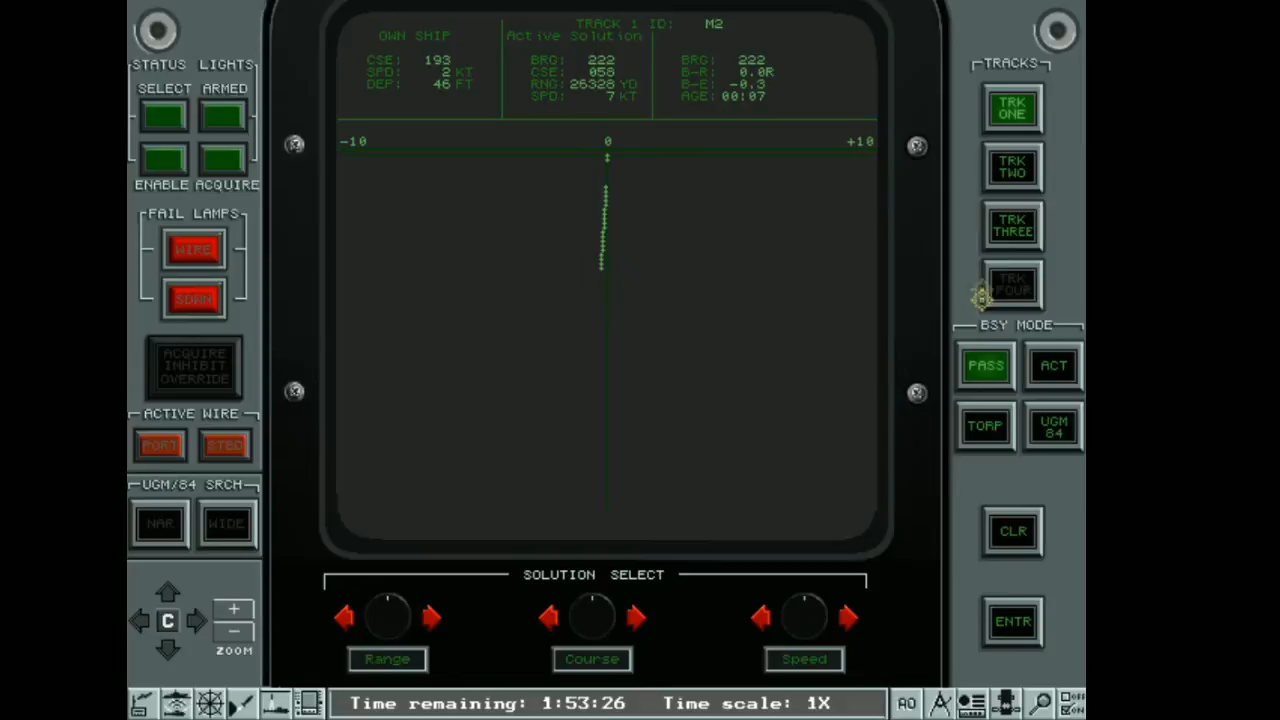 STATUS LIGHTS
SELECT ARMED
ENABLE ACQUIRE
FAIL LAMPS
WIRE
SDWN
ACQUIRE
INHIBIT
OVERRIDE
ACTIVE WIRE
PORT STBD
UGM/84 SRCH
NAR WIDE
C
+
−
ZOOM
TRACK 1 ID: M2
OWN SHIP
CSE: 193
SPD: 2 KT
DEP: 46 FT
Active Solution
BRG: 222
CSE: 058
RNG: 26328 YD
SPD: 7 KT
BRG: 222
B-R: 0.0R
B-E: -0.3
AGE: 00:07
-10 0 +10
TRACKS
TRK
ONE
TRK
TWO
TRK
THREE
TRK
FOUR
BSY MODE
PASS ACT
TORP UGM
84
CLR
ENTR
SOLUTION SELECT
Range Course Speed
Time remaining: 1:53:26 Time scale: 1X
AO
OFF
ON